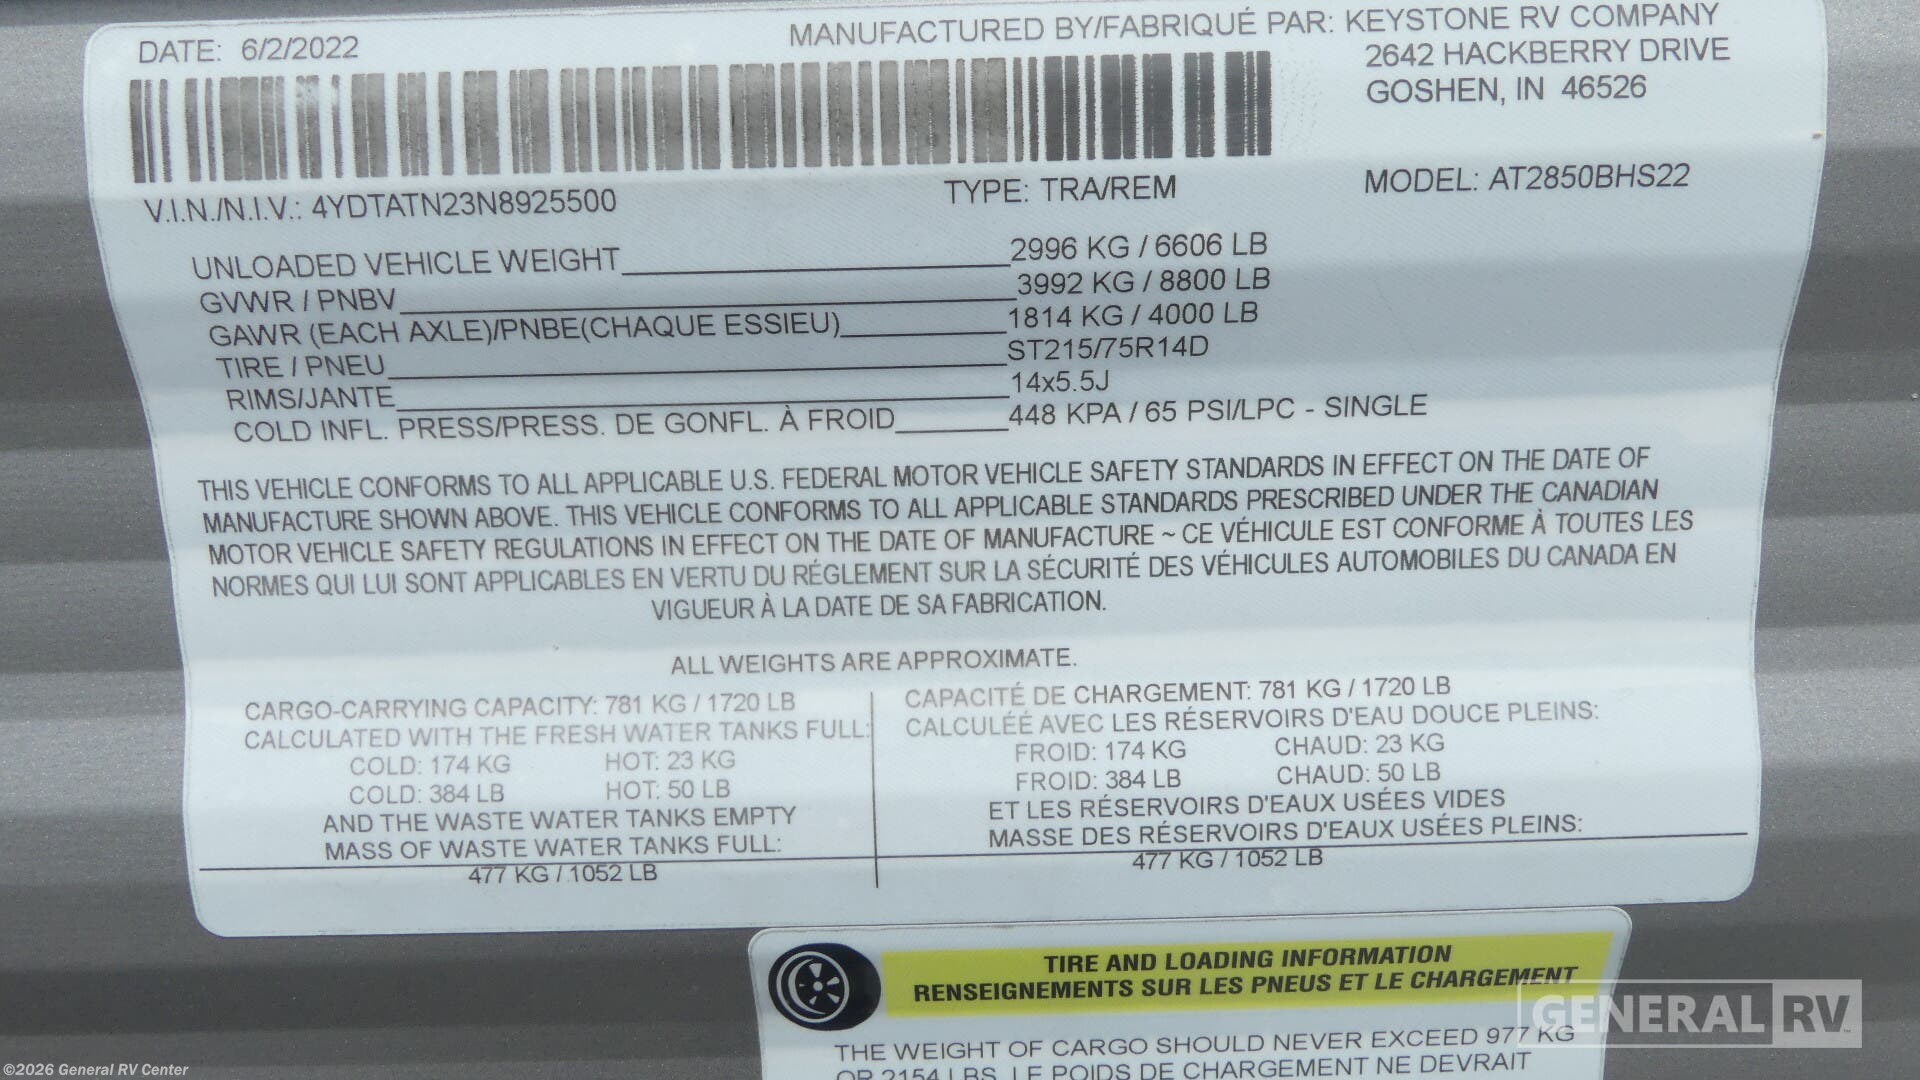 DATE: 6/2/2022
MANUFACTURED BY/FABRIQUÉ PAR: KEYSTONE RV COMPANY
2642 HACKBERRY DRIVE
GOSHEN, IN 46526
V.I.N./N.I.V.: 4YDTATN23N8925500
TYPE: TRA/REM
MODEL: AT2850BHS22
UNLOADED VEHICLE WEIGHT 2996 KG / 6606 LB
GVWR / PNBV 3992 KG / 8800 LB
GAWR (EACH AXLE)/PNBE(CHAQUE ESSIEU) 1814 KG / 4000 LB
TIRE / PNEU ST215/75R14D
RIMS/JANTE 14x5.5J
COLD INFL. PRESS/PRESS. DE GONFL. À FROID 448 KPA / 65 PSI/LPC - SINGLE
THIS VEHICLE CONFORMS TO ALL APPLICABLE U.S. FEDERAL MOTOR VEHICLE SAFETY STANDARDS IN EFFECT ON THE DATE OF
MANUFACTURE SHOWN ABOVE. THIS VEHICLE CONFORMS TO ALL APPLICABLE STANDARDS PRESCRIBED UNDER THE CANADIAN
MOTOR VEHICLE SAFETY REGULATIONS IN EFFECT ON THE DATE OF MANUFACTURE ~ CE VÉHICULE EST CONFORME À TOUTES LES
NORMES QUI LUI SONT APPLICABLES EN VERTU DU RÉGLEMENT SUR LA SÉCURITÉ DES VÉHICULES AUTOMOBILES DU CANADA EN
VIGUEUR À LA DATE DE SA FABRICATION.
ALL WEIGHTS ARE APPROXIMATE.
CARGO-CARRYING CAPACITY: 781 KG / 1720 LB
CALCULATED WITH THE FRESH WATER TANKS FULL:
COLD: 174 KG HOT: 23 KG
COLD: 384 LB HOT: 50 LB
AND THE WASTE WATER TANKS EMPTY
MASS OF WASTE WATER TANKS FULL:
477 KG / 1052 LB
CAPACITÉ DE CHARGEMENT: 781 KG / 1720 LB
CALCULÉE AVEC LES RÉSERVOIRS D'EAU DOUCE PLEINS:
FROID: 174 KG CHAUD: 23 KG
FROID: 384 LB CHAUD: 50 LB
ET LES RÉSERVOIRS D'EAUX USÉES VIDES
MASSE DES RÉSERVOIRS D'EAUX USÉES PLEINS:
477 KG / 1052 LB
TIRE AND LOADING INFORMATION
RENSEIGNEMENTS SUR LES PNEUS ET LE CHARGEMENT
THE WEIGHT OF CARGO SHOULD NEVER EXCEED 977 KG
OR 2154 LBS. LE POIDS DE CHARGEMENT NE DEVRAIT
GENERAL RV
©2026 General RV Center